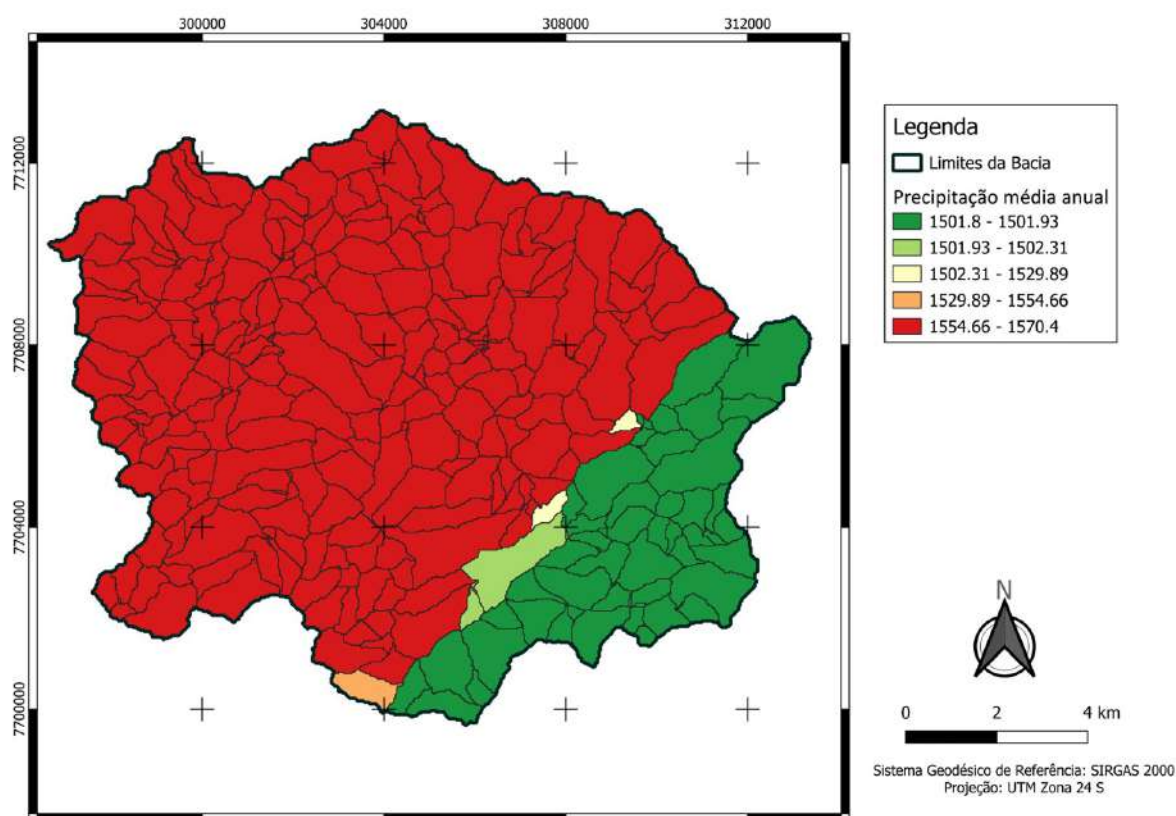 300000 304000 308000 312000
7712000
7708000
7704000
7700000
Legenda
Limites da Bacia
Precipitação média anual
1501.8 - 1501.93
1501.93 - 1502.31
1502.31 - 1529.89
1529.89 - 1554.66
1554.66 - 1570.4
N
0 2 4 km
Sistema Geodésico de Referência: SIRGAS 2000
Projeção: UTM Zona 24 S